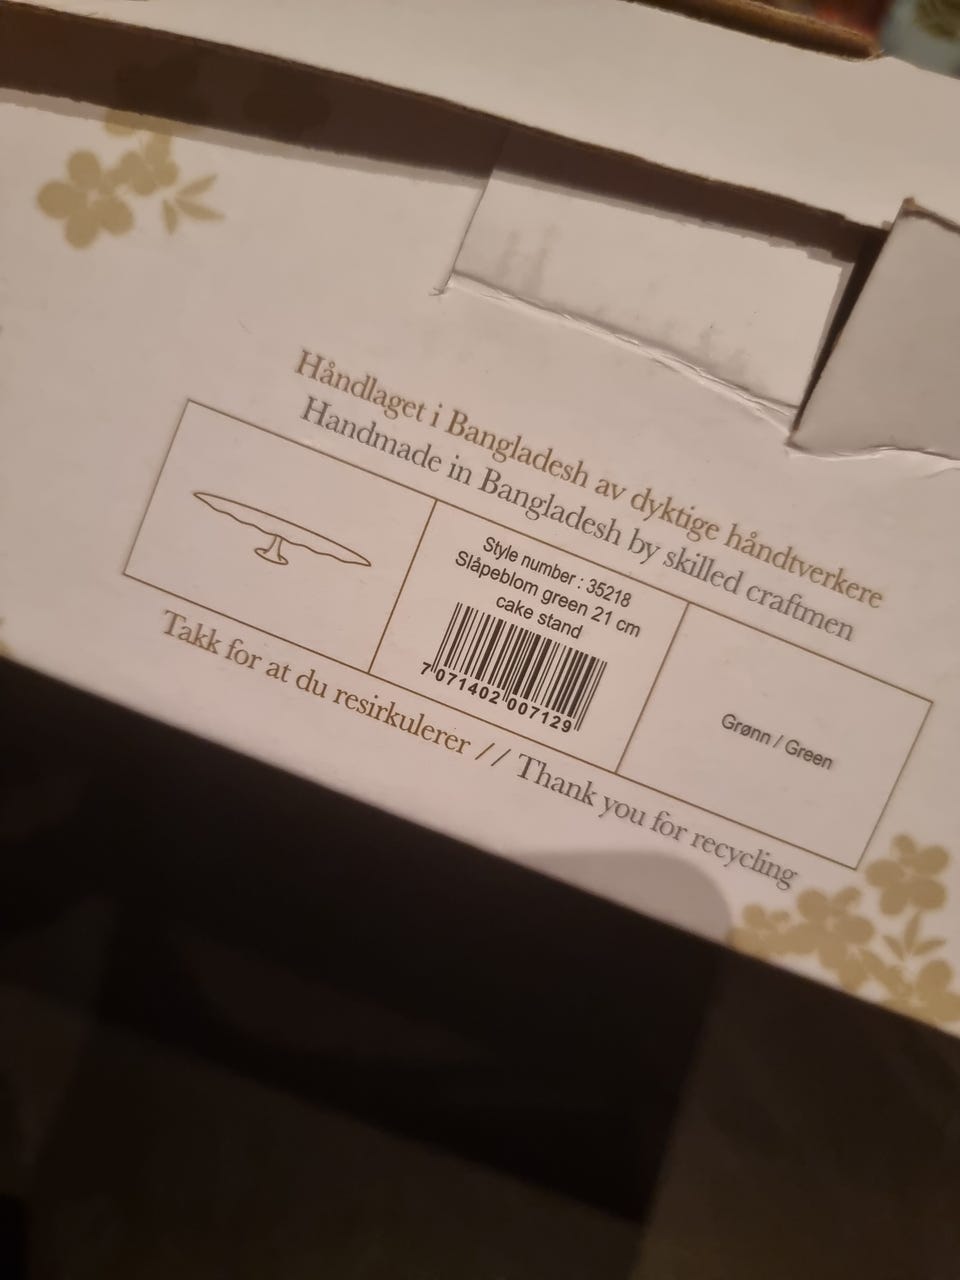 Håndlaget i Bangladesh av dyktige håndtverkere
Handmade in Bangladesh by skilled craftmen
Style number : 35218
Slåpeblom green 21 cm
cake stand
7 071402 007129
Grønn / Green
Takk for at du resirkulerer // Thank you for recycling